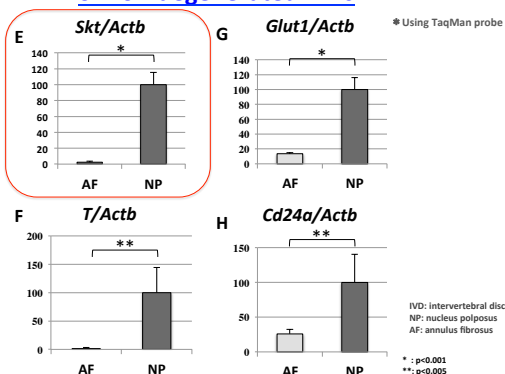 E
Skt/Actb
*
140
120
100
80
60
40
20
0
AF NP
G
Glut1/Actb
*
140
120
100
80
60
40
20
0
AF NP
* Using TaqMan probe
F
T/Actb
**
200
150
100
50
0
AF NP
H
Cd24a/Actb
**
150
100
50
0
AF NP
IVD: intervertebral disc
NP: nucleus polposus
AF: annulus fibrosus
* : p<0.001
**: p<0.005